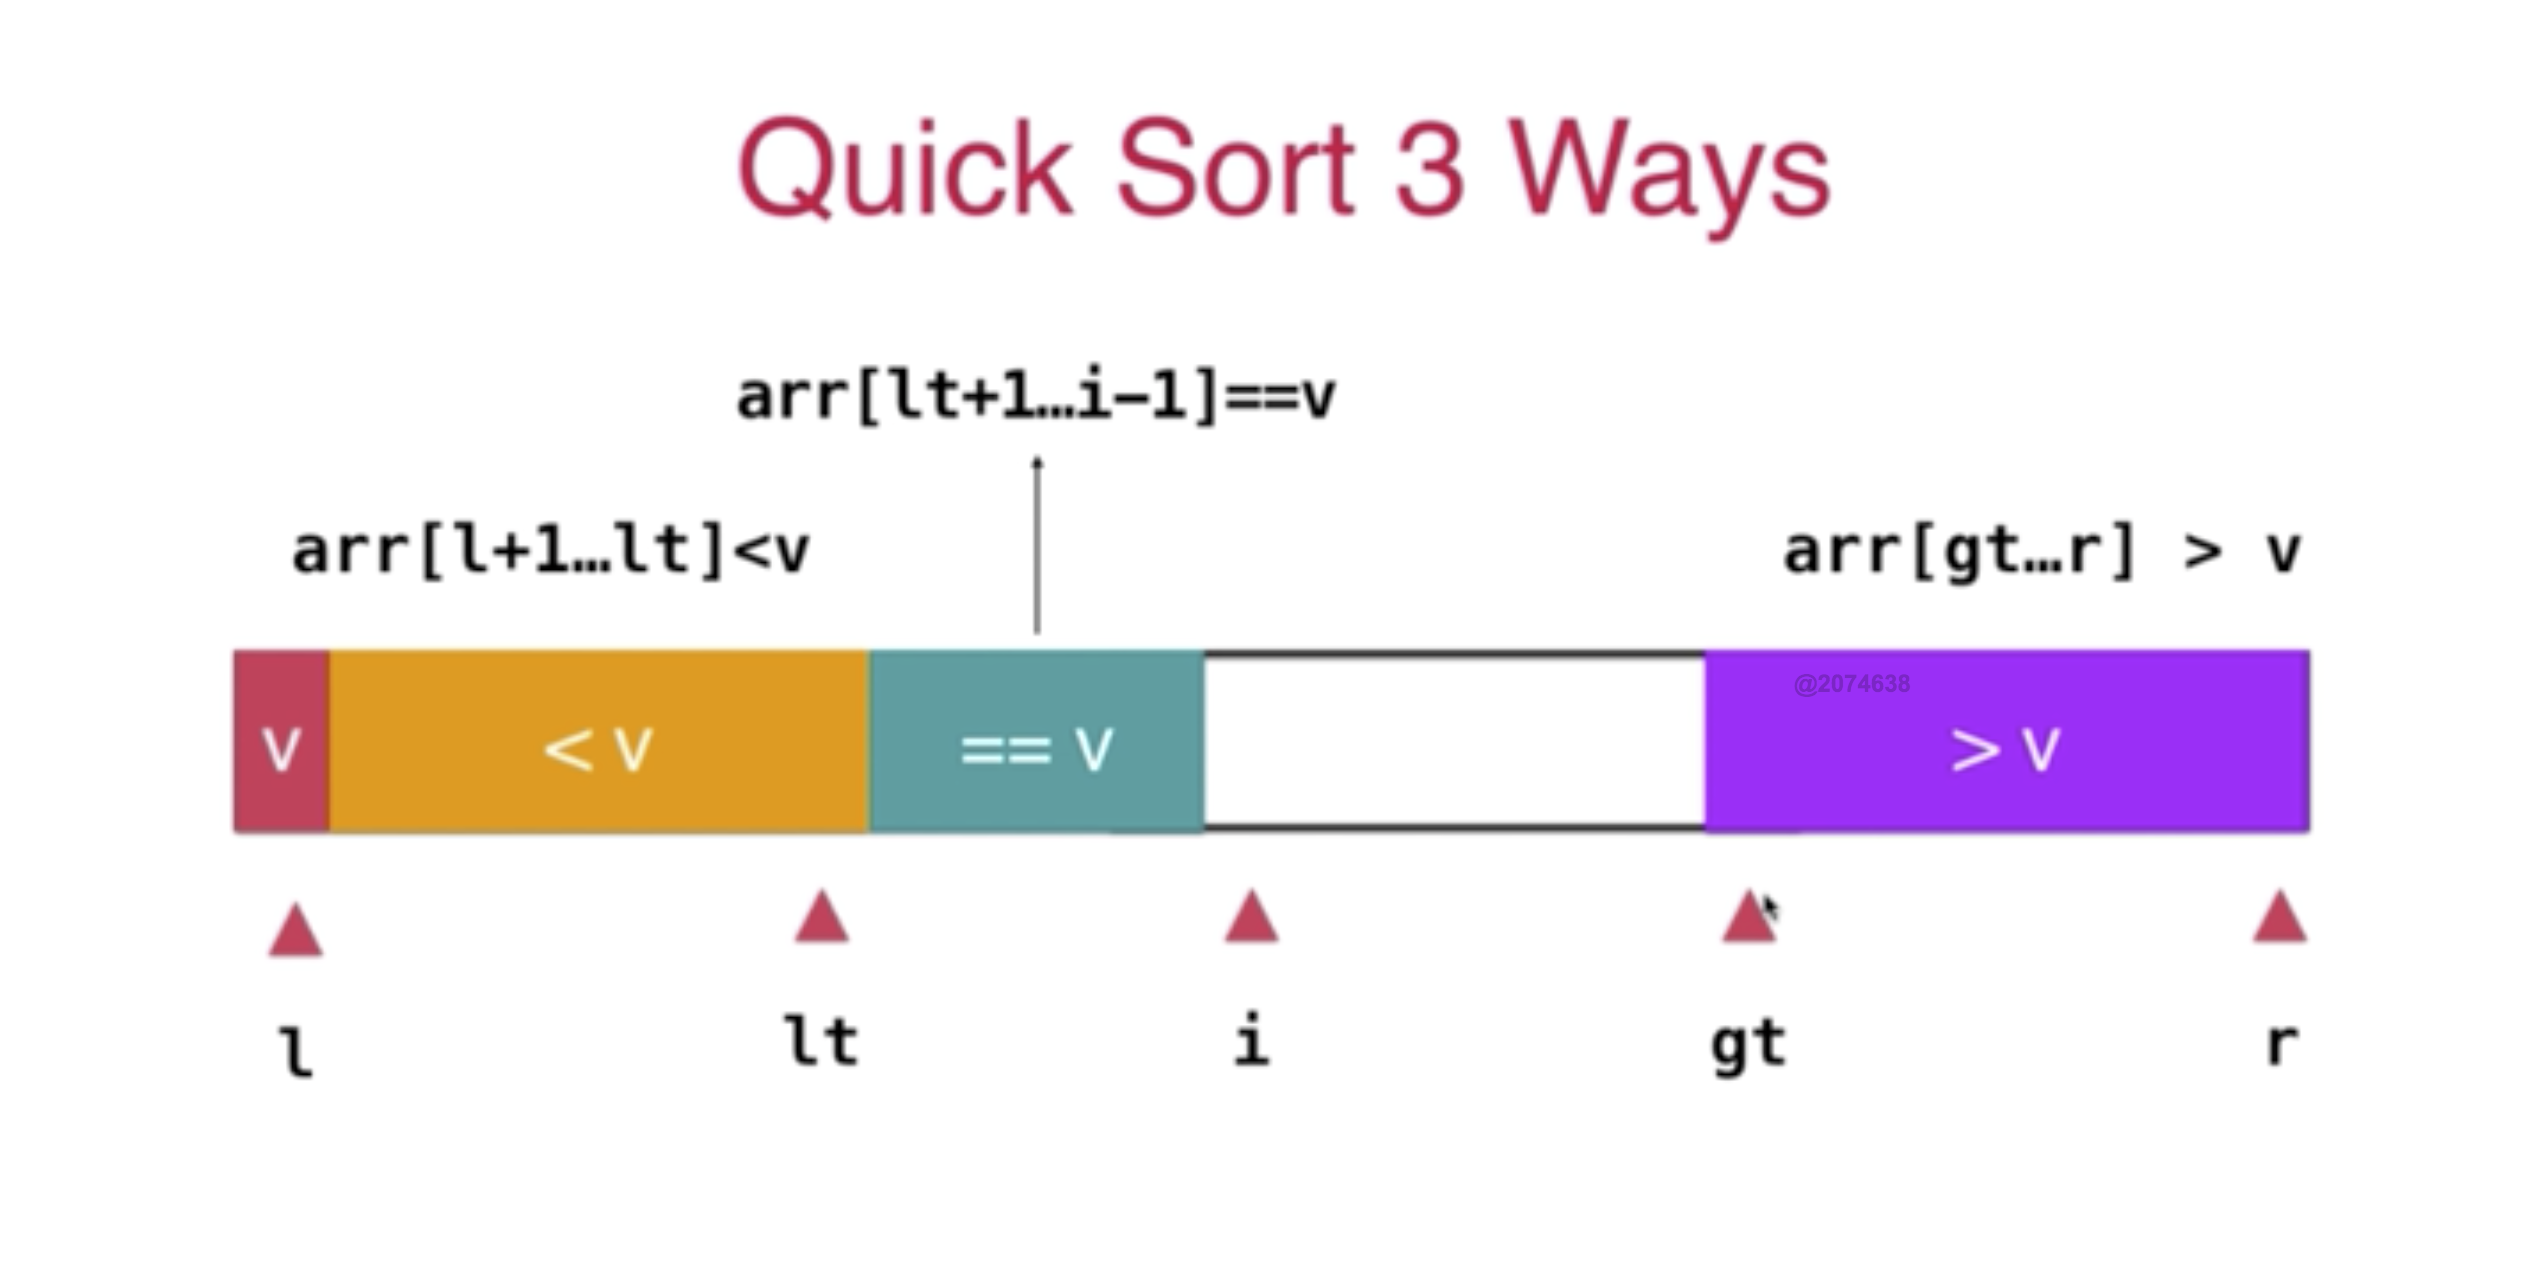 Quick Sort 3 Ways
arr[lt+1…i−1]==v
arr[l+1…lt]<v
arr[gt…r] > v
@2074638
v
< v
== v
> v
l
lt
i
gt
r